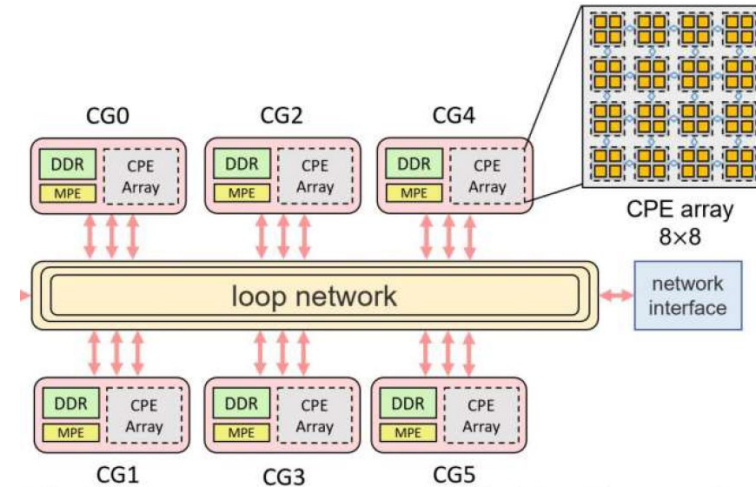 CG0
CG2
CG4
DDR
MPE
CPE
Array
DDR
MPE
CPE
Array
DDR
MPE
CPE
Array
CPE array
8×8
loop network
network
interface
DDR
MPE
CPE
Array
DDR
MPE
CPE
Array
DDR
MPE
CPE
Array
CG1
CG3
CG5